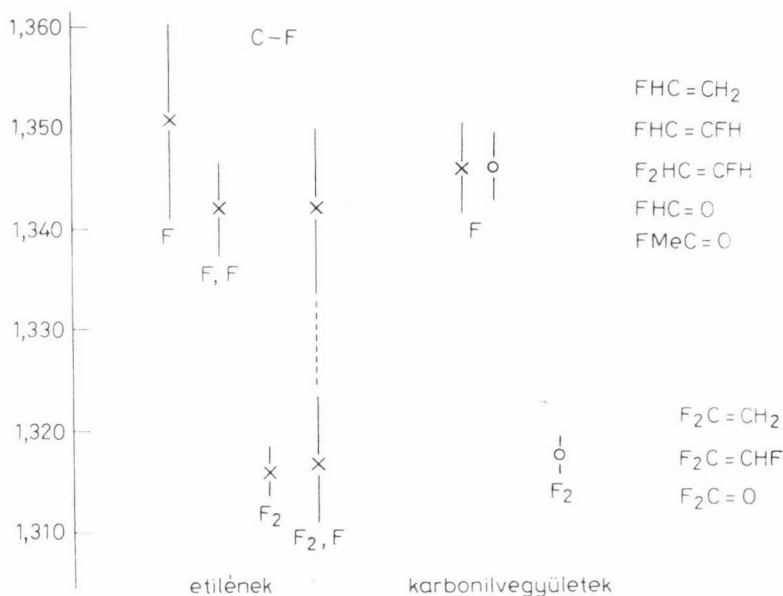 1,360
C–F
1,350
1,340
1,330
1,320
1,310
F
F, F
F₂
F₂, F
F
F₂
etilének
karbonilvegyületek
FHC = CH₂
FHC = CFH
F₂HC = CFH
FHC = O
FMeC = O
F₂C = CH₂
F₂C = CHF
F₂C = O